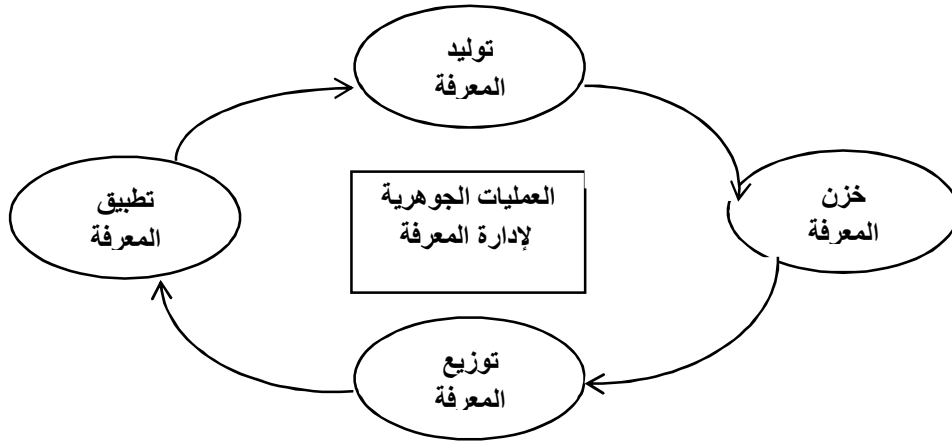 توليد
المعرفة
العمليات الجوهرية
لإدارة المعرفة
خزن
المعرفة
تطبيق
المعرفة
توزيع
المعرفة